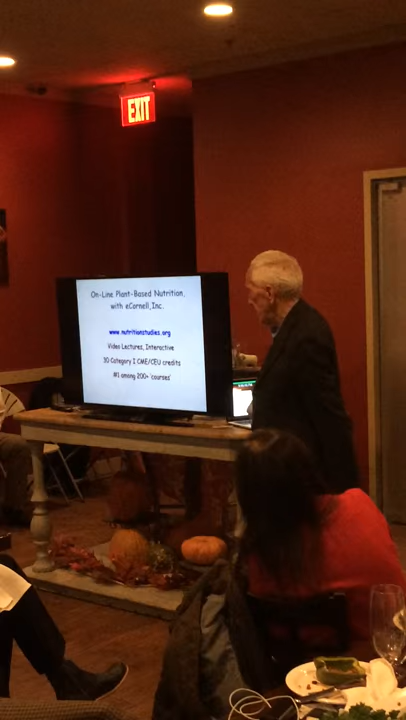 EXIT
On-Line Plant-Based Nutrition,
with eCornell, Inc.
www.nutritionstudies.org
Video Lectures, Interactive
30 Category I CME/CEU credits
#1 among 200+ 'courses'